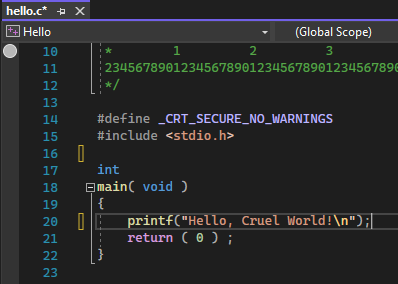 hello.c*
Hello
(Global Scope)
10 * 1 2 3
11 234567890123456789012345678901234567890
12 */
13
14 #define _CRT_SECURE_NO_WARNINGS
15 #include <stdio.h>
16
17 int
18 main( void )
19 {
20 printf("Hello, Cruel World!\n");
21 return ( 0 ) ;
22 }
23